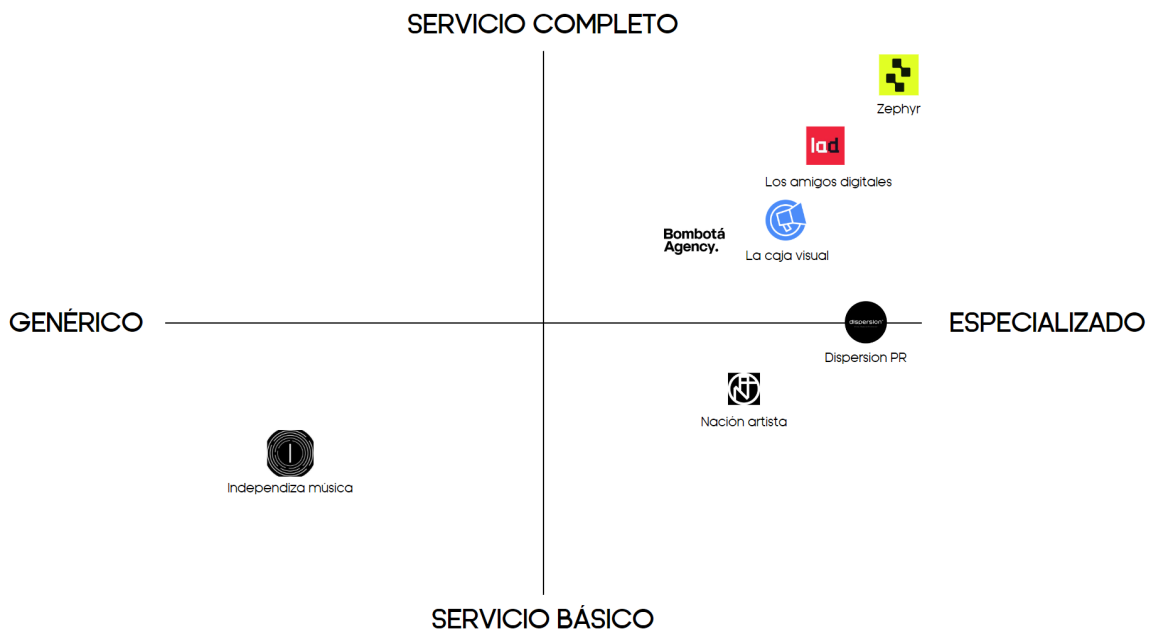 SERVICIO COMPLETO
Zephyr
lad
Los amigos digitales
Bombotá
Agency.
La caja visual
GENÉRICO
ESPECIALIZADO
dispersion
Dispersion PR
Nación artista
Independiza música
SERVICIO BÁSICO